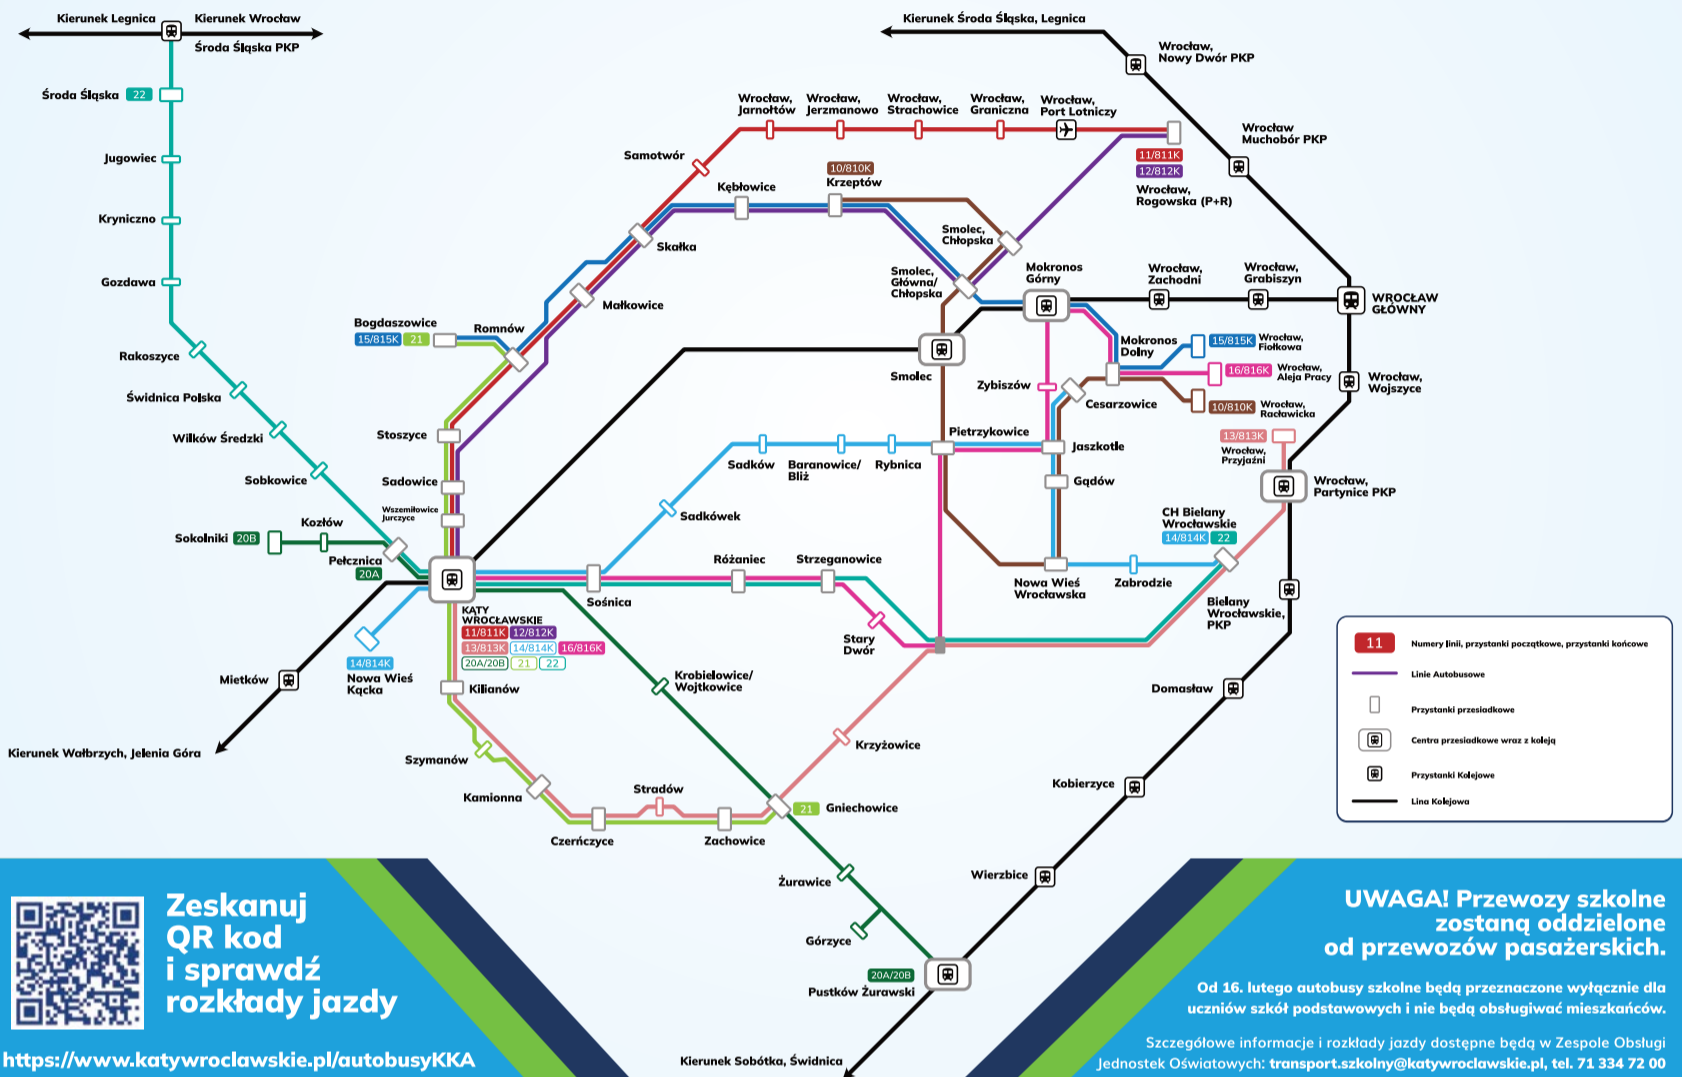 Kierunek Legnica
Kierunek Wrocław
Środa Śląska PKP
Środa Śląska 22
Jugowiec
Kryniczno
Gozdawa
Rakoszyce
Świdnica Polska
Wilków Średzki
Sobkowice
Sokolniki 20B
Kozłów
Pełcznica
20A
Mietków
Kierunek Wałbrzych, Jelenia Góra
14/814K
Nowa Wieś
Kącka
KĄTY
WROCŁAWSKIE
11/811K 12/812K
13/813K 14/814K 16/816K
20A/20B 21 22
Bogdaszowice
15/815K 21
Romnów
Stoszyce
Sadowice
Wszemiłowice
Jurczyce
Małkowice
Skałka
Samotwór
Wrocław,
Jarnołtów
Wrocław,
Jerzmanowo
Wrocław,
Strachowice
Wrocław,
Graniczna
Wrocław,
Port Lotniczy
11/811K
12/812K
Wrocław,
Rogowska (P+R)
Kębłowice
10/810K
Krzeptów
Smolec,
Chłopska
Smolec,
Główna/
Chłopska
Smolec
Kierunek Środa Śląska, Legnica
Wrocław,
Nowy Dwór PKP
Wrocław
Muchobór PKP
Mokronos
Górny
Wrocław,
Zachodni
Wrocław,
Grabiszyn
WROCŁAW
GŁÓWNY
Mokronos
Dolny
15/815K Wrocław,
Fiołkowa
16/816K Wrocław,
Aleja Pracy
10/810K Wrocław,
Racławicka
Wrocław,
Wojszyce
Zybiszów
Cesarzowice
13/813K
Wrocław,
Przyjaźni
Wrocław,
Partynice PKP
Pietrzykowice
Jaszkotle
Gądów
Sadków
Baranowice/
Bliż
Rybnica
Sadkówek
CH Bielany
Wrocławskie
14/814K 22
Nowa Wieś
Wrocławska
Zabrodzie
Bielany
Wrocławskie,
PKP
Sośnica
Różaniec
Strzeganowice
Stary
Dwór
Krobielowice/
Wojtkowice
Kilianów
Szymanów
Kamionna
Czerńczyce
Stradów
Zachowice
21 Gniechowice
Krzyżowice
Żurawice
Górzyce
20A/20B
Pustków Żurawski
Domasław
Kobierzyce
Wierzbice
Kierunek Sobótka, Świdnica
11 Numery linii, przystanki początkowe, przystanki końcowe
Linie Autobusowe
Przystanki przesiadkowe
Centra przesiadkowe wraz z koleją
Przystanki Kolejowe
Lina Kolejowa
Zeskanuj
QR kod
i sprawdź
rozkłady jazdy
https://www.katywroclawskie.pl/autobusyKKA
UWAGA! Przewozy szkolne
zostaną oddzielone
od przewozów pasażerskich.
Od 16. lutego autobusy szkolne będą przeznaczone wyłącznie dla
uczniów szkół podstawowych i nie będą obsługiwać mieszkańców.
Szczegółowe informacje i rozkłady jazdy dostępne będą w Zespole Obsługi
Jednostek Oświatowych: transport.szkolny@katywroclawskie.pl, tel. 71 334 72 00